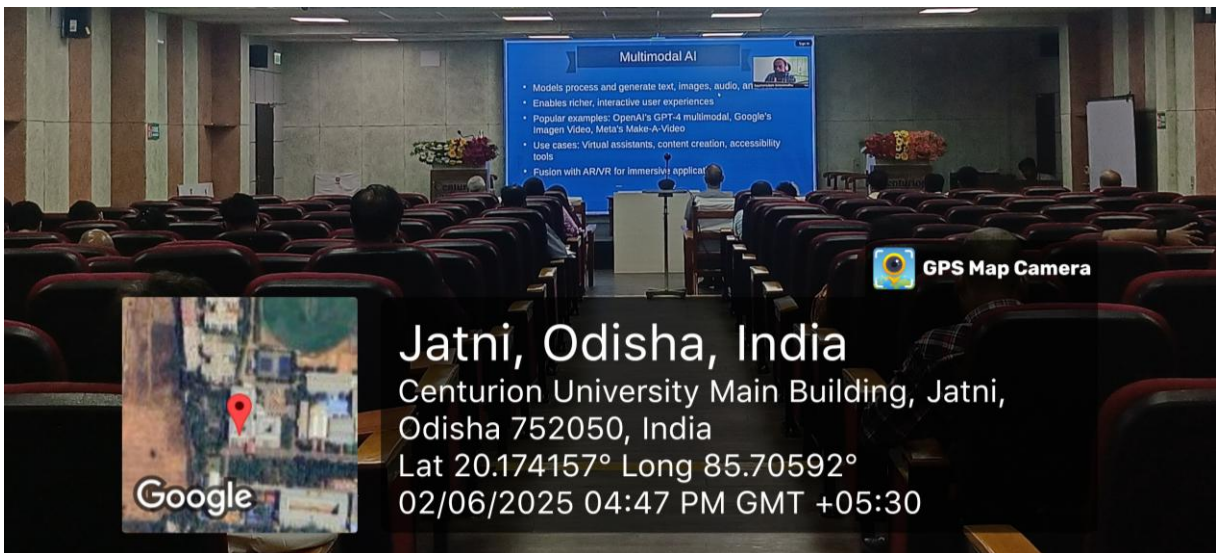 Multimodal AI
• Models process and generate text, images, audio, an
• Enables richer, interactive user experiences
• Popular examples: OpenAI's GPT-4 multimodal, Google's
Imagen Video, Meta's Make-A-Video
• Use cases: Virtual assistants, content creation, accessibility
tools
• Fusion with AR/VR for immersive applicat
Centurion
GPS Map Camera
Jatni, Odisha, India
Centurion University Main Building, Jatni,
Odisha 752050, India
Lat 20.174157° Long 85.70592°
02/06/2025 04:47 PM GMT +05:30
Google